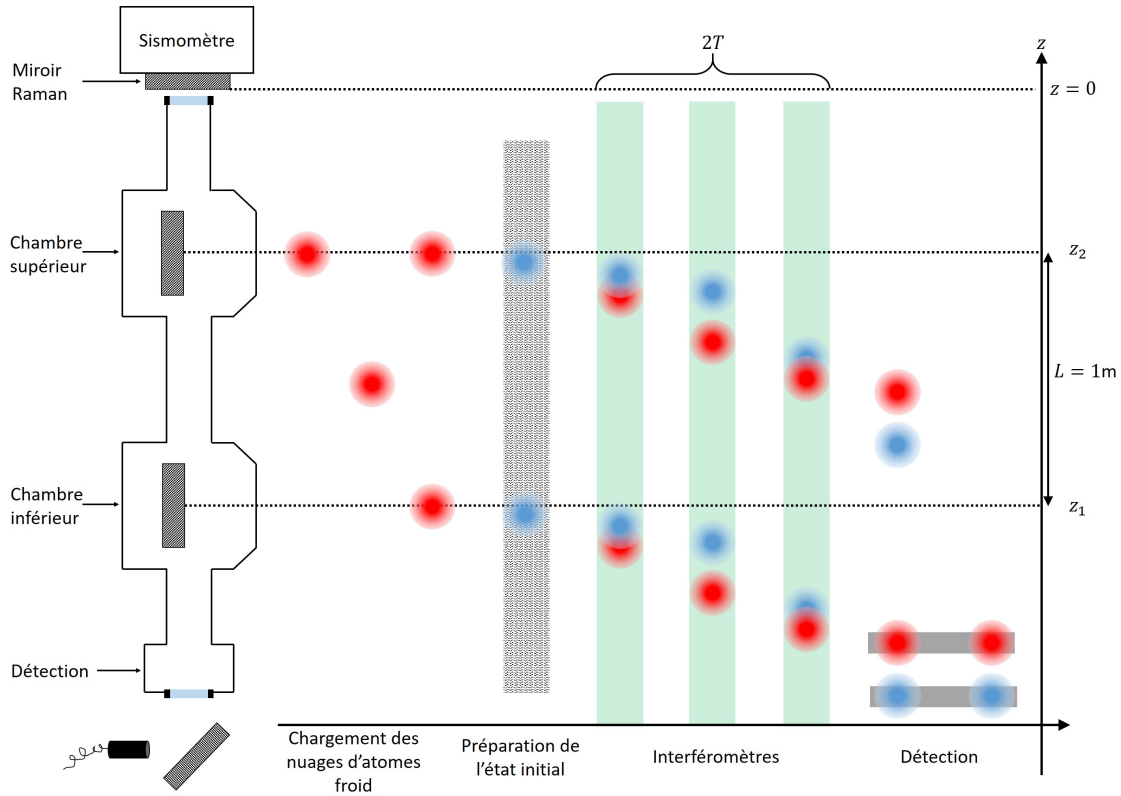 Sismomètre
Miroir
Raman
2T
z
z = 0
Chambre
supérieur
z₂
L = 1m
Chambre
inférieur
z₁
Détection
Chargement des
nuages d’atomes
froid
Préparation de
l’état initial
Interféromètres
Détection